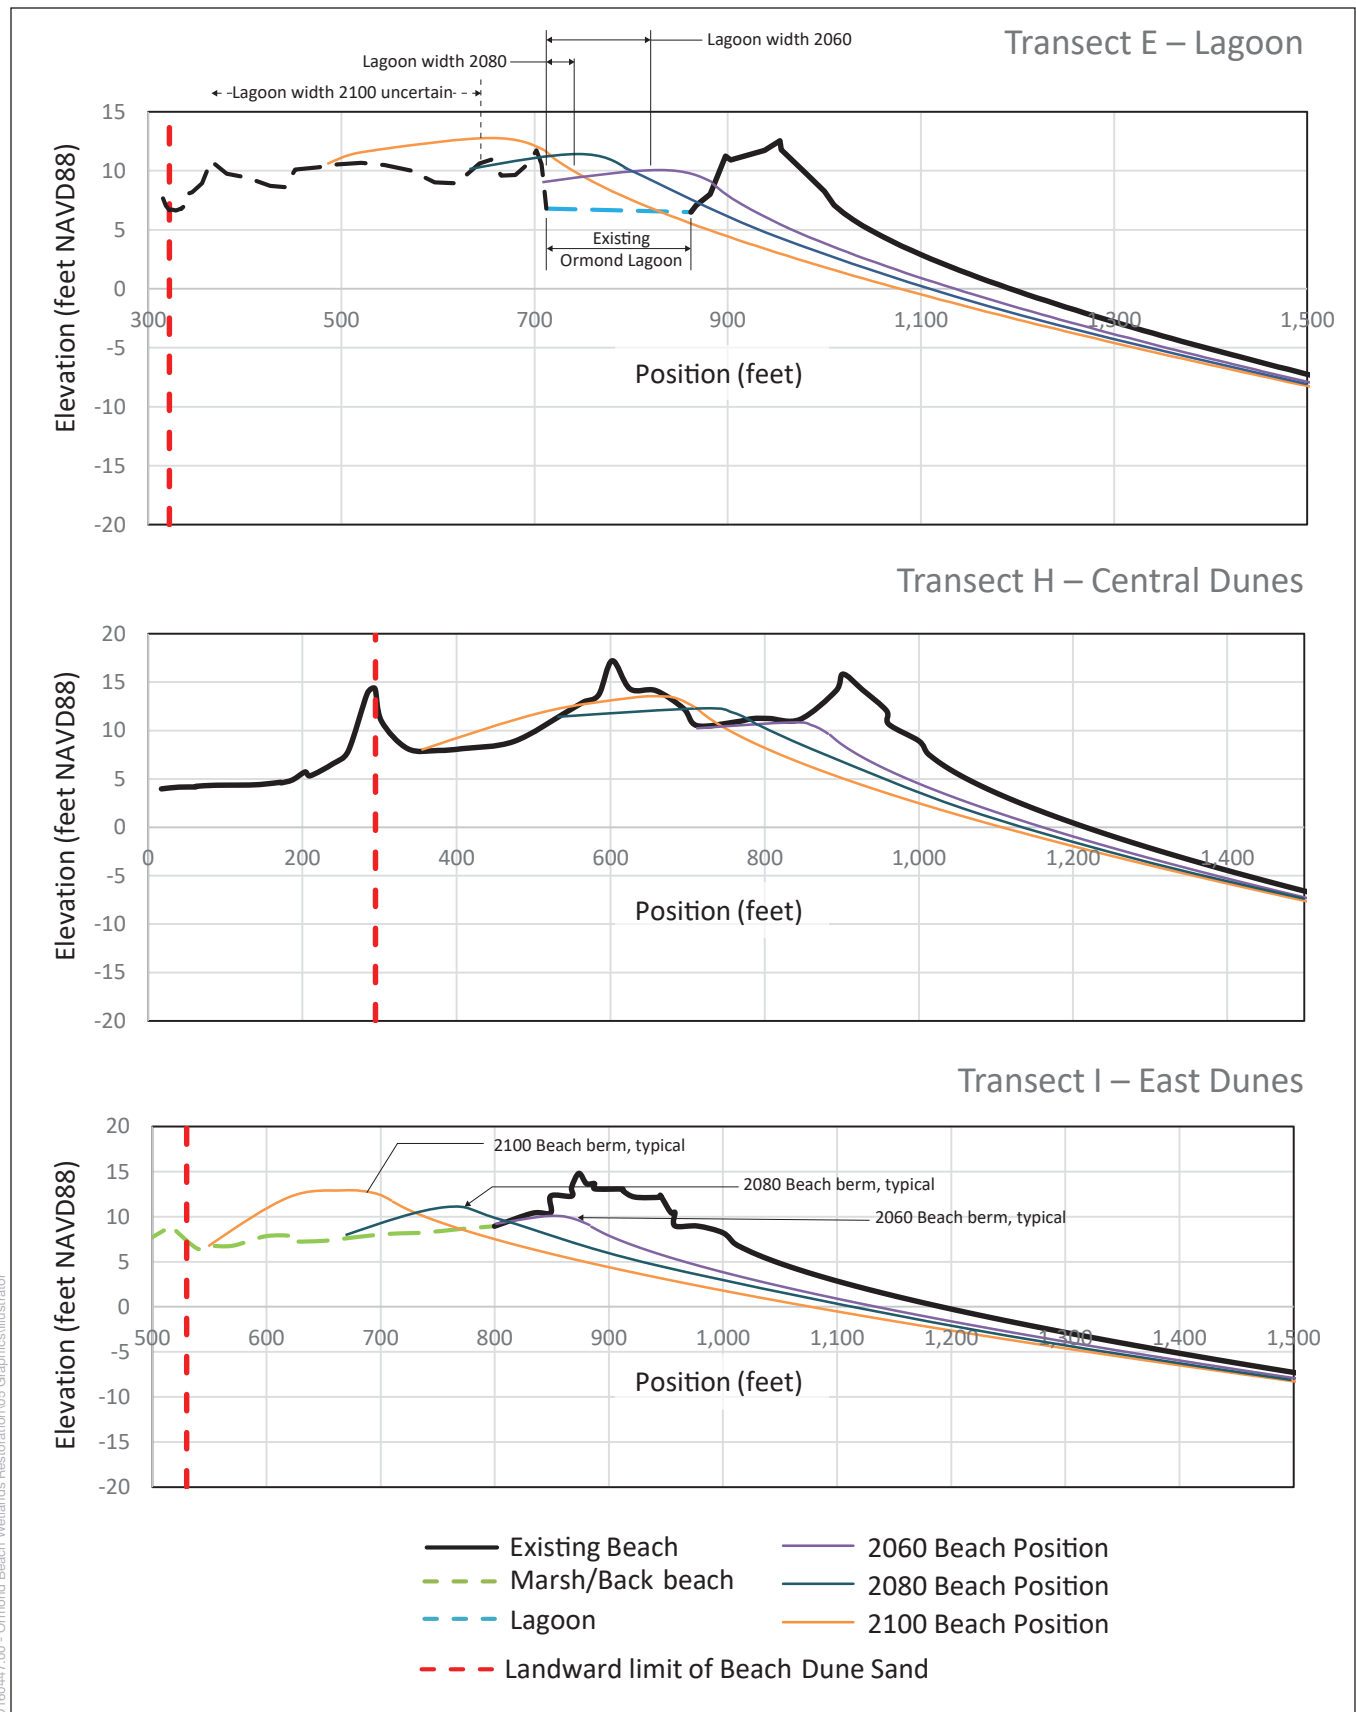 Transect E – Lagoon
Lagoon width 2060
Lagoon width 2080
Lagoon width 2100 uncertain
Elevation (feet NAVD88)
15
10
5
0
-5
-10
-15
-20
Existing
Ormond Lagoon
300
500
700
900
1,100
1,300
1,500
Position (feet)
Transect H – Central Dunes
Elevation (feet NAVD88)
20
15
10
5
0
-5
-10
-15
-20
0
200
400
600
800
1,000
1,200
1,400
Position (feet)
Transect I – East Dunes
Elevation (feet NAVD88)
20
15
10
5
0
-5
-10
-15
-20
2100 Beach berm, typical
2080 Beach berm, typical
2060 Beach berm, typical
500
600
700
800
900
1,000
1,100
1,200
1,300
1,400
1,500
Position (feet)
Existing Beach
Marsh/Back beach
Lagoon
Landward limit of Beach Dune Sand
2060 Beach Position
2080 Beach Position
2100 Beach Position
- Ormond Beach Wetlands Restoration\05 Graphics\Illustrator